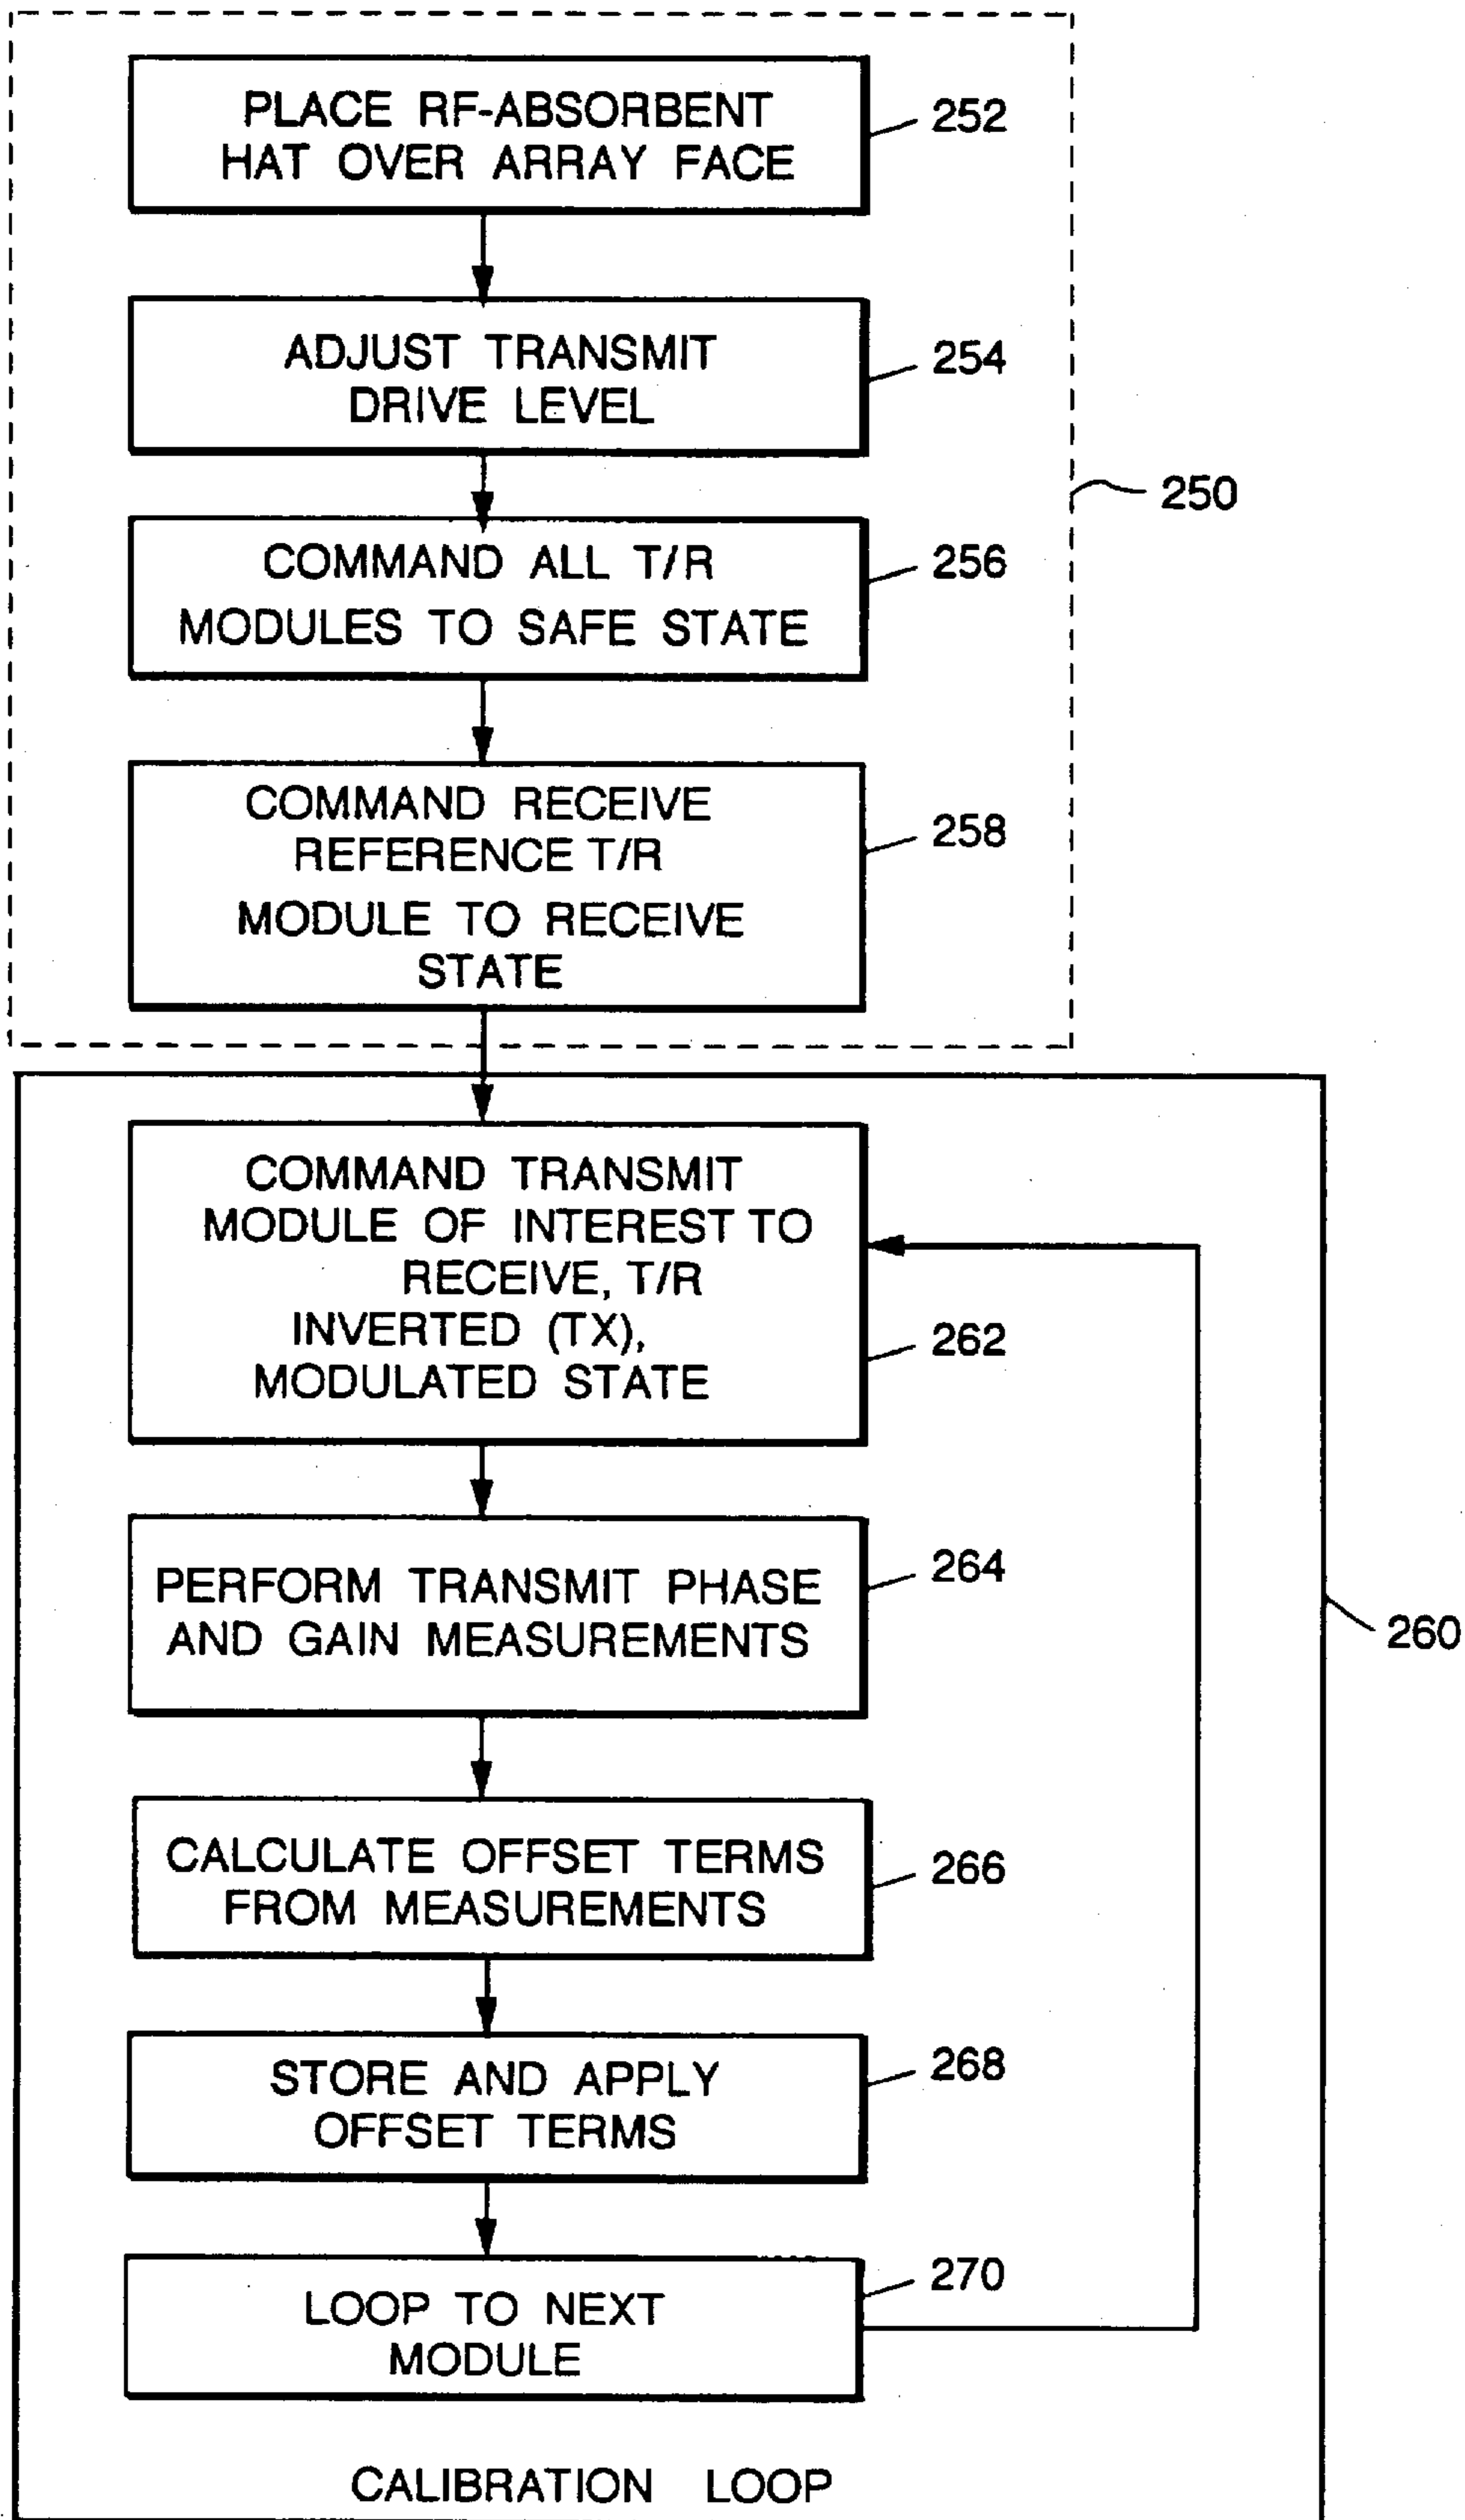 PLACE RF-ABSORBENT
HAT OVER ARRAY FACE
252
ADJUST TRANSMIT
DRIVE LEVEL
254
250
COMMAND ALL T/R
MODULES TO SAFE STATE
256
COMMAND RECEIVE
REFERENCE T/R
MODULE TO RECEIVE
STATE
258
COMMAND TRANSMIT
MODULE OF INTEREST TO
RECEIVE, T/R
INVERTED (TX),
MODULATED STATE
262
PERFORM TRANSMIT PHASE
AND GAIN MEASUREMENTS
264
260
CALCULATE OFFSET TERMS
FROM MEASUREMENTS
266
STORE AND APPLY
OFFSET TERMS
268
LOOP TO NEXT
MODULE
270
CALIBRATION LOOP